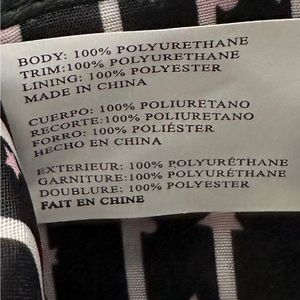 BODY: 100% POLYURETHANE
TRIM:100% POLYURETHANE
LINING: 100% POLYESTER
MADE IN CHINA
CUERPO: 100% POLIURETANO
RECORTE:100% POLIURETANO
FORRO: 100% POLIÉSTER
HECHO EN CHINA
EXTERIEUR: 100% POLYURÉTHANE
GARNITURE:100% POLYURÉTHANE
DOUBLURE: 100% POLYESTER
FAIT EN CHINE